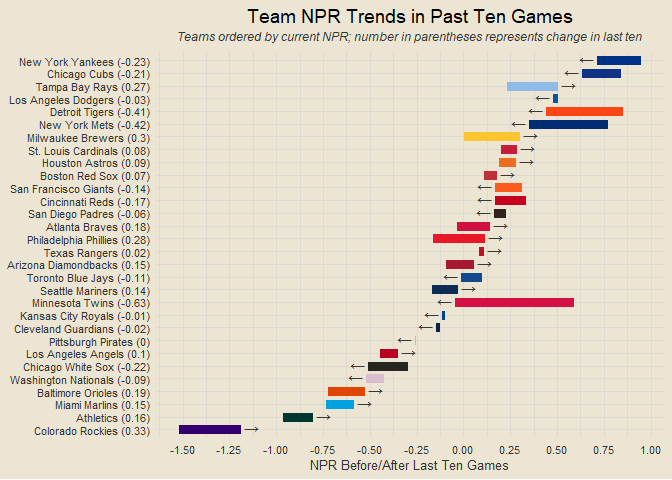 Team NPR Trends in Past Ten Games
Teams ordered by current NPR; number in parentheses represents change in last ten
New York Yankees (-0.23)
Chicago Cubs (-0.21)
Tampa Bay Rays (0.27)
Los Angeles Dodgers (-0.03)
Detroit Tigers (-0.41)
New York Mets (-0.42)
Milwaukee Brewers (0.3)
St. Louis Cardinals (0.08)
Houston Astros (0.09)
Boston Red Sox (0.07)
San Francisco Giants (-0.14)
Cincinnati Reds (-0.17)
San Diego Padres (-0.06)
Atlanta Braves (0.18)
Philadelphia Phillies (0.28)
Texas Rangers (0.02)
Arizona Diamondbacks (0.15)
Toronto Blue Jays (-0.11)
Seattle Mariners (0.14)
Minnesota Twins (-0.63)
Kansas City Royals (-0.01)
Cleveland Guardians (-0.02)
Pittsburgh Pirates (0)
Los Angeles Angels (0.1)
Chicago White Sox (-0.22)
Washington Nationals (-0.09)
Baltimore Orioles (0.19)
Miami Marlins (0.15)
Athletics (0.16)
Colorado Rockies (0.33)
-1.50 -1.25 -1.00 -0.75 -0.50 -0.25 0.00 0.25 0.50 0.75 1.00
NPR Before/After Last Ten Games